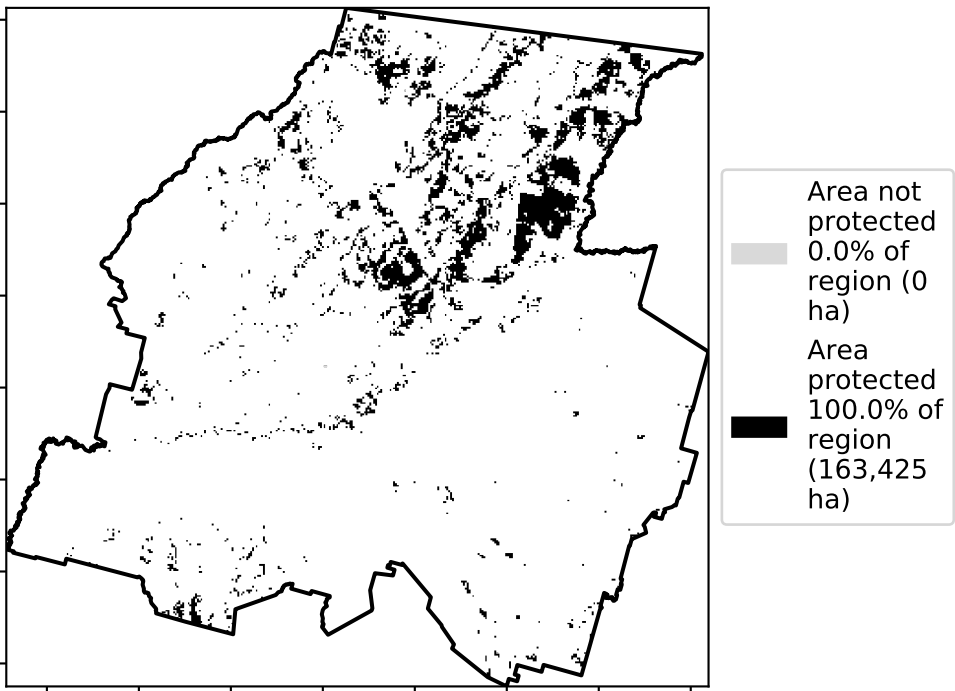 Area not
protected
0.0% of
region (0
ha)
Area
protected
100.0% of
region
(163,425
ha)